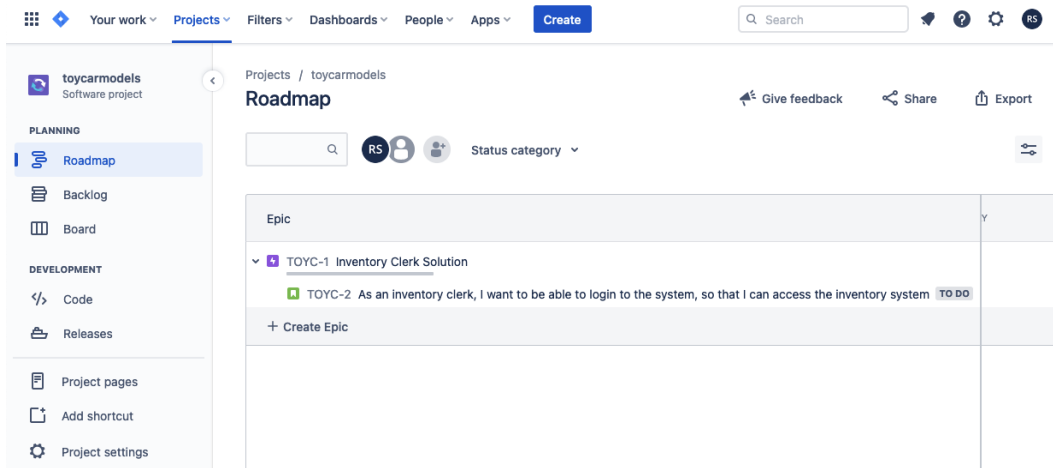 Your work Projects Filters Dashboards People Apps Create Search RS
toycarmodels
Software project
PLANNING
Roadmap
Backlog
Board
DEVELOPMENT
Code
Releases
Project pages
Add shortcut
Project settings
Projects / toycarmodels
Roadmap
Give feedback Share Export
RS Status category
Epic
Y
TOYC-1 Inventory Clerk Solution
TOYC-2 As an inventory clerk, I want to be able to login to the system, so that I can access the inventory system TO DO
+ Create Epic